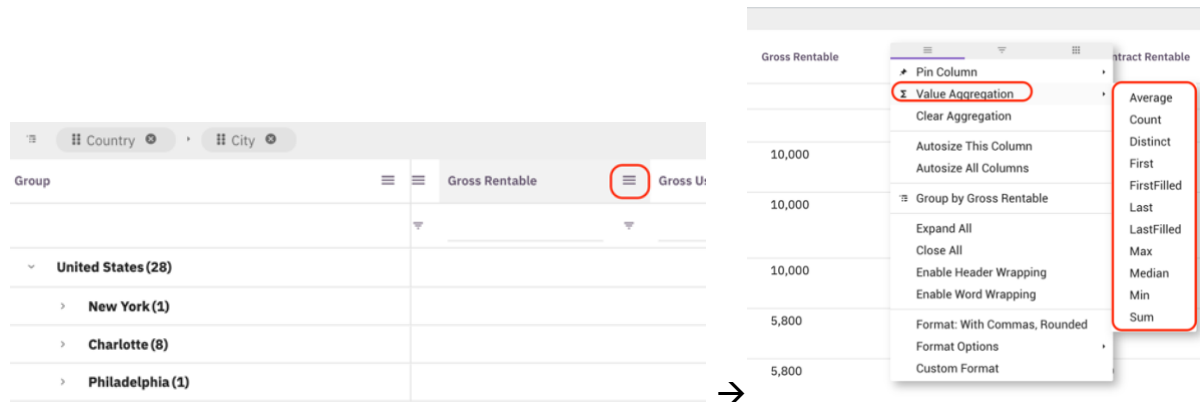 Country
City
Group
Gross Rentable
Gross Us
United States (28)
New York (1)
Charlotte (8)
Philadelphia (1)
→
Gross Rentable
ntract Rentable
10,000
10,000
10,000
5,800
5,800
Pin Column
Σ Value Aggregation
Clear Aggregation
Autosize This Column
Autosize All Columns
Group by Gross Rentable
Expand All
Close All
Enable Header Wrapping
Enable Word Wrapping
Format: With Commas, Rounded
Format Options
Custom Format
Average
Count
Distinct
First
FirstFilled
Last
LastFilled
Max
Median
Min
Sum